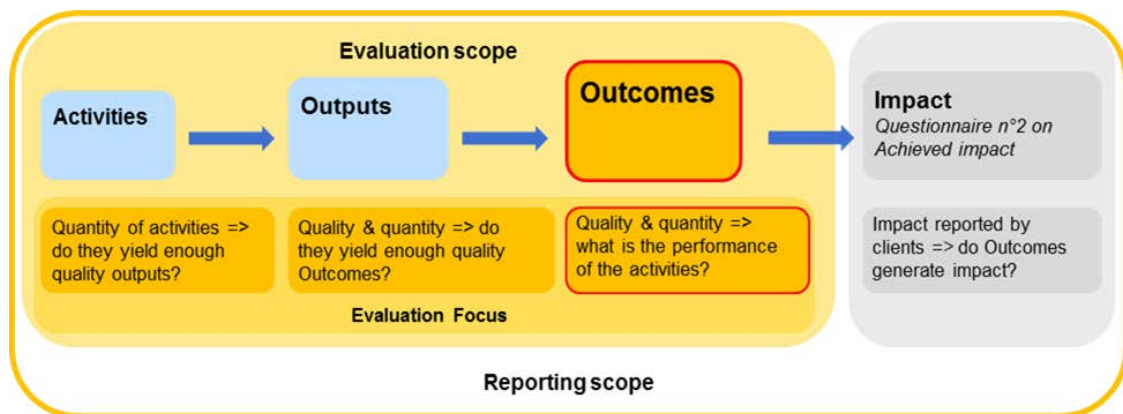 Evaluation scope
Activities
Outputs
Outcomes
Impact
Questionnaire n°2 on
Achieved impact
Quantity of activities =>
do they yield enough
quality outputs?
Quality & quantity => do
they yield enough quality
Outcomes?
Quality & quantity =>
what is the performance
of the activities?
Impact reported by
clients => do Outcomes
generate impact?
Evaluation Focus
Reporting scope